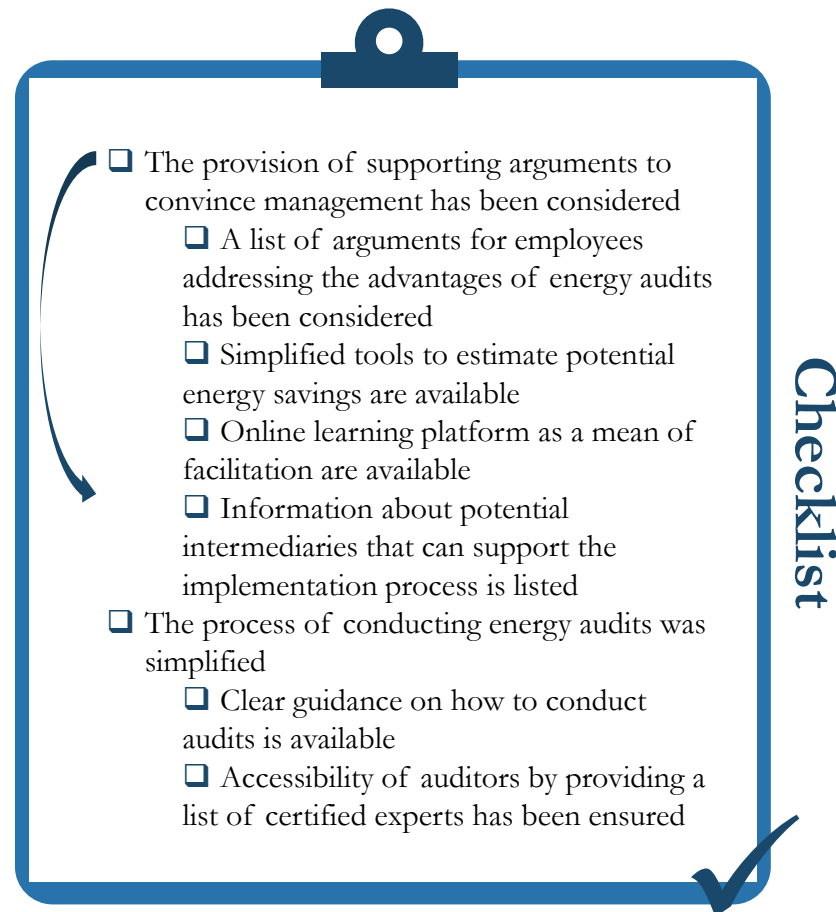 ❑ The provision of supporting arguments to
convince management has been considered
❑ A list of arguments for employees
addressing the advantages of energy audits
has been considered
❑ Simplified tools to estimate potential
energy savings are available
❑ Online learning platform as a mean of
facilitation are available
❑ Information about potential
intermediaries that can support the
implementation process is listed
❑ The process of conducting energy audits was
simplified
❑ Clear guidance on how to conduct
audits is available
❑ Accessibility of auditors by providing a
list of certified experts has been ensured
Checklist